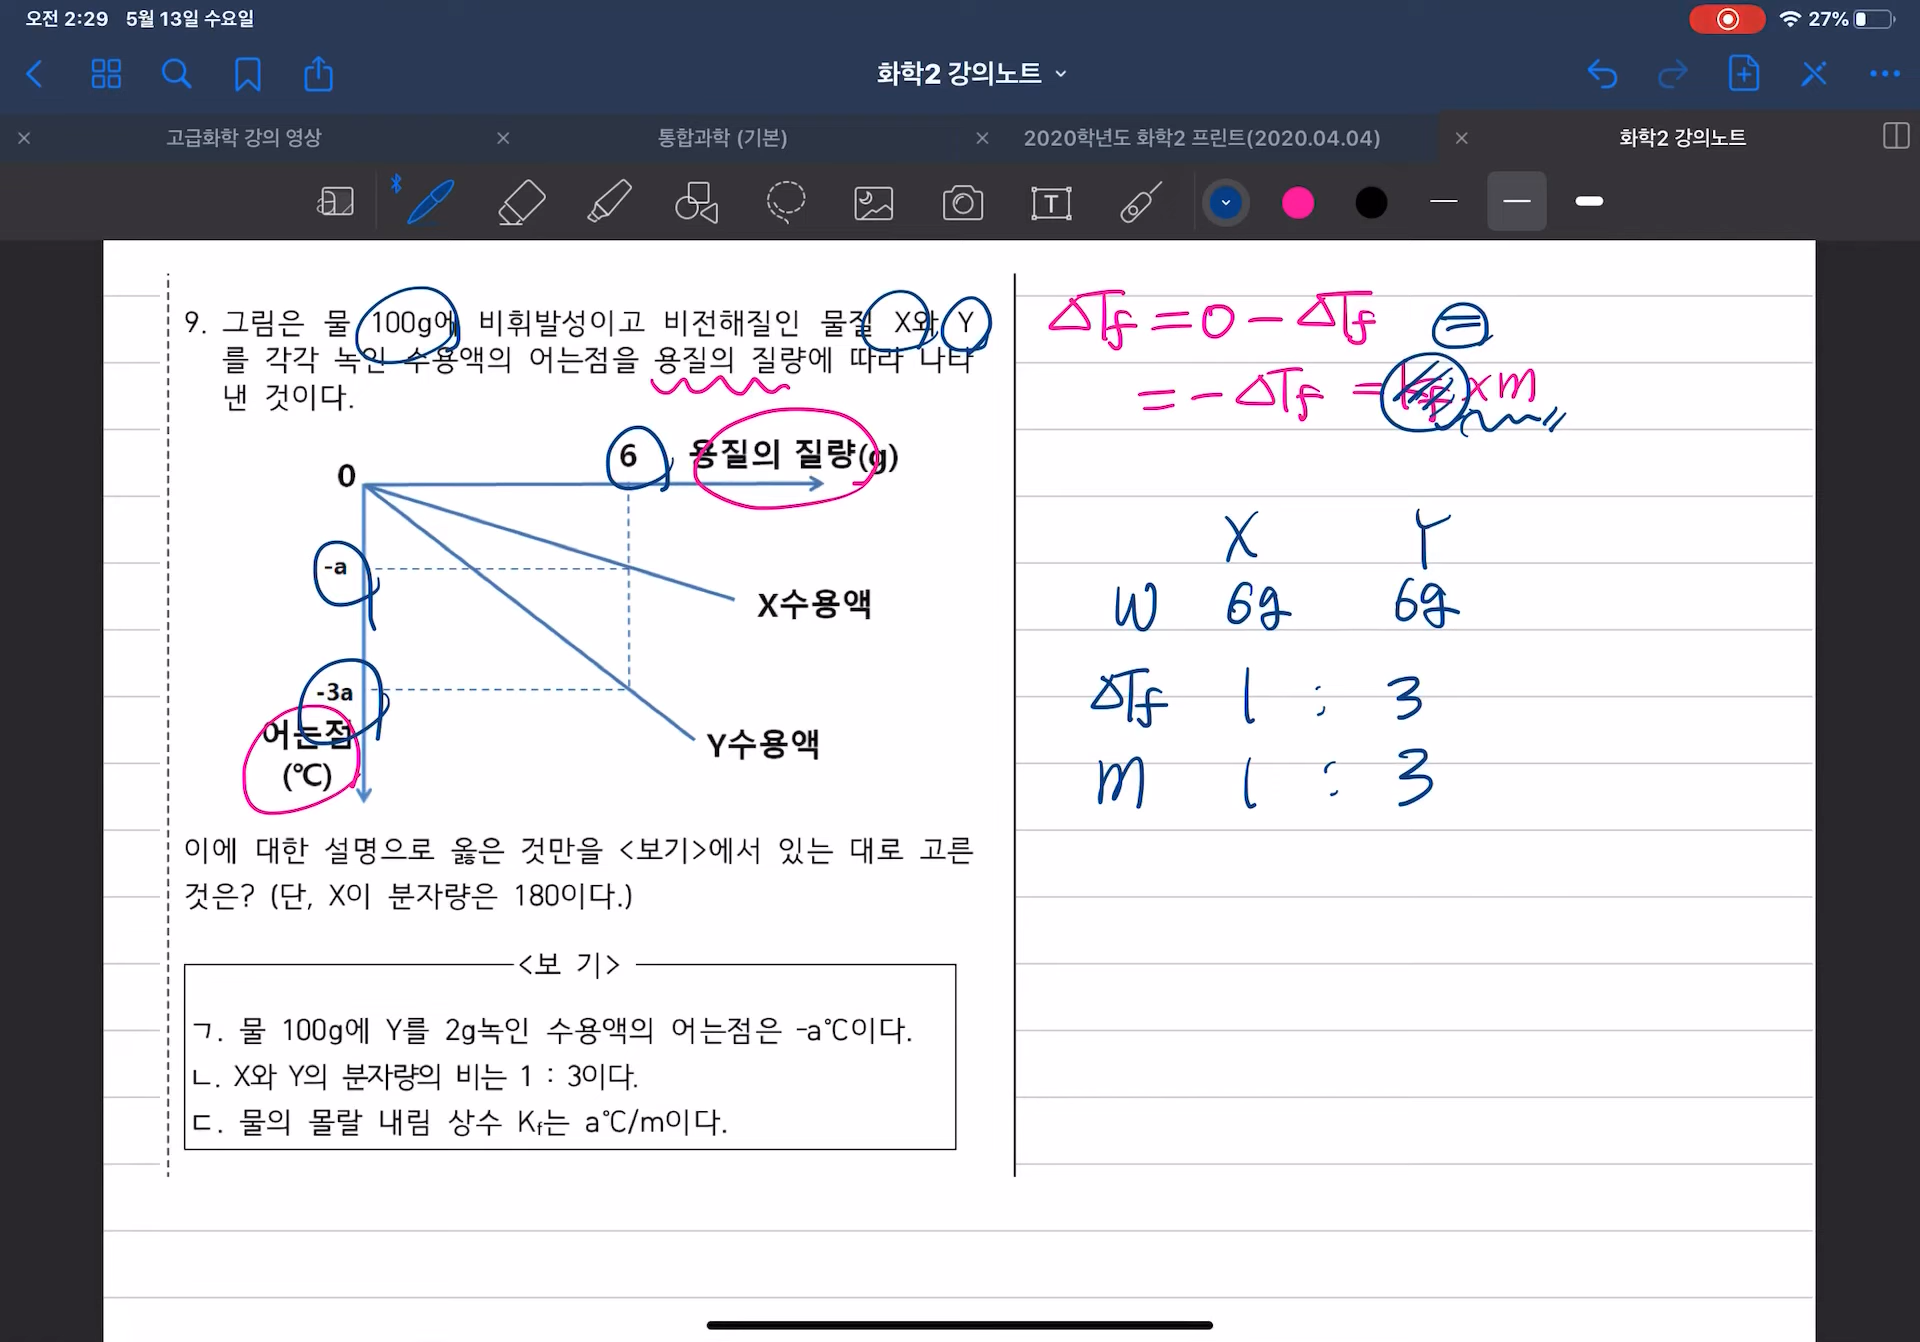 오전 2:29 5월 13일 수요일
27%
화학2 강의노트
고급화학 강의 영상
통합과학 (기본)
2020학년도 화학2 프린트(2020.04.04)
화학2 강의노트
9. 그림은 물 100g에 비휘발성이고 비전해질인 물질 X와 Y
를 각각 녹인 수용액의 어는점을 용질의 질량에 따라 나타
낸 것이다.
6 용질의 질량(g)
0
-a
X수용액
-3a
어는점
(℃)
Y수용액
이에 대한 설명으로 옳은 것만을 <보기>에서 있는 대로 고른
것은? (단, X이 분자량은 180이다.)
<보 기>
ㄱ. 물 100g에 Y를 2g녹인 수용액의 어는점은 -a℃이다.
ㄴ. X와 Y의 분자량의 비는 1 : 3이다.
ㄷ. 물의 몰랄 내림 상수 Kf는 a℃/m이다.
ΔTf = 0 - ΔTf =
= - ΔTf = kf x m
X Y
W 6g 6g
ΔTf 1 : 3
m 1 : 3